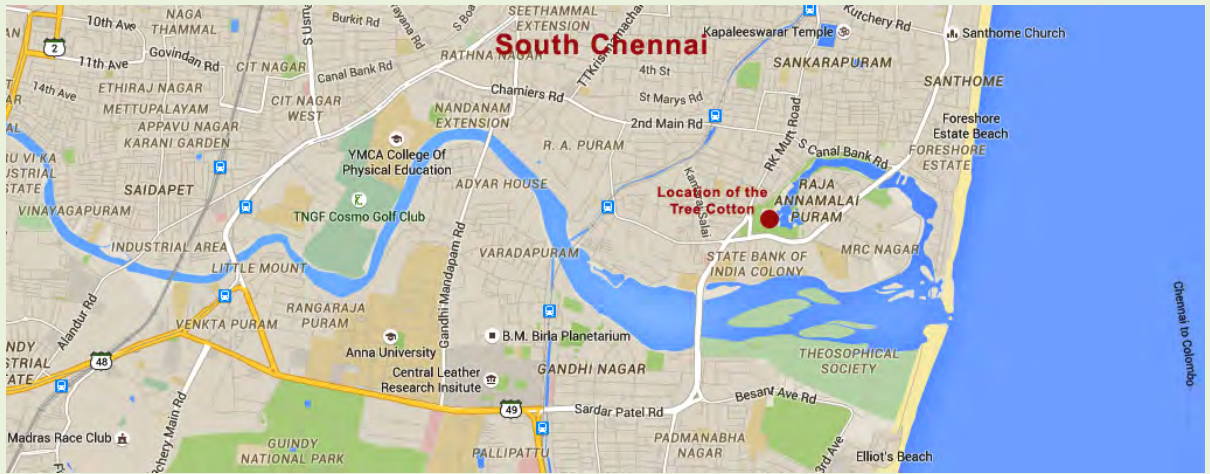 NAGA
THAMMAL
10th Ave
Burkit Rd
SEETHAMMAL
EXTENSION
Kutchery Rd
2
11th Ave
Govindan Rd
CIT NAGAR
Canal Bank Rd
RATHNA NAGAR
South Chennai
Kapaleeswarar Temple
Santhome Church
14th Ave
ETHIRAJ NAGAR
METTUPALAYAM
CIT NAGAR
WEST
Chamiers Rd
4th St
SANKARAPURAM
SANTHOME
St Marys Rd
APPAVU NAGAR
KARANI GARDEN
NANDANAM
EXTENSION
2nd Main Rd
RK Mutt Road
Foreshore
Estate Beach
YMCA College Of
Physical Education
R. A. PURAM
S Canal Bank Rd
FORESHORE
ESTATE
SAIDAPET
ADYAR HOUSE
Location of the
Tree Cotton
RAJA
ANNAMALAI
PURAM
VINAYAGAPURAM
TNGF Cosmo Golf Club
INDUSTRIAL AREA
VARADAPURAM
MRC NAGAR
LITTLE MOUNT
Gandhi Mandapam Rd
STATE BANK OF
INDIA COLONY
Alandur Rd
RANGARAJA
PURAM
VENKTA PURAM
B.M. Birla Planetarium
Chennai to Colombo
Anna University
THEOSOPHICAL
SOCIETY
48
Central Leather
Research Insitute
GANDHI NAGAR
49
Sardar Patel Rd
Besant Ave Rd
Madras Race Club
GUINDY
NATIONAL PARK
PALLIPATTU
PADMANABHA
NAGAR
3rd Ave
Elliot's Beach